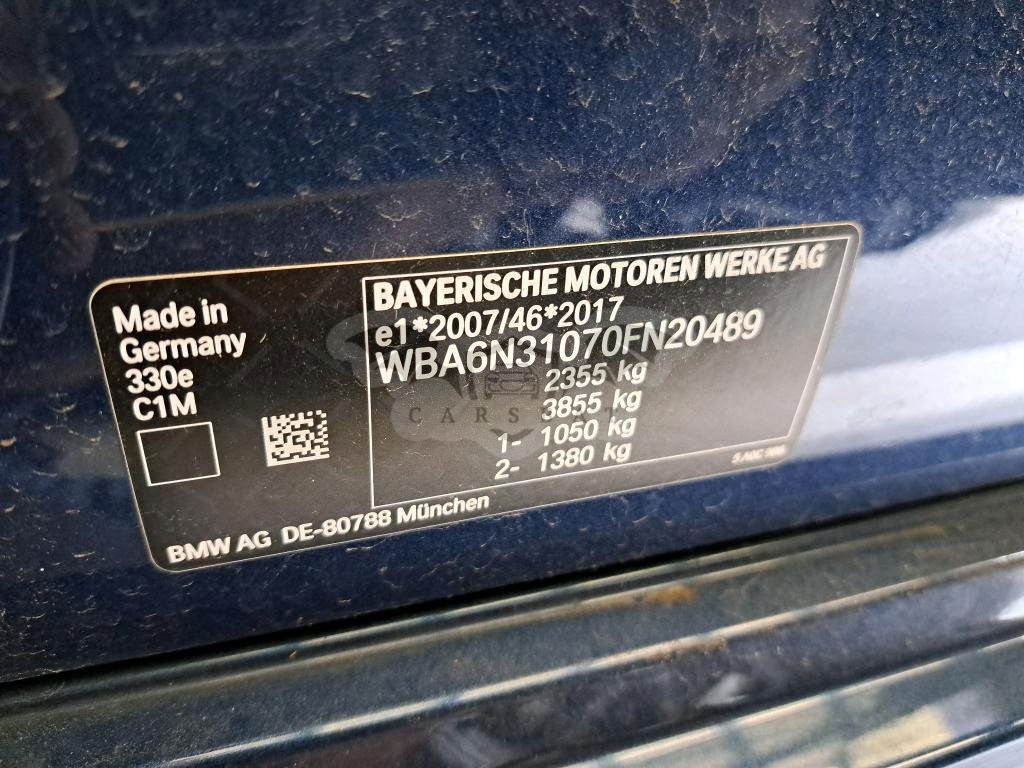 Made in
Germany
330e
C1M
BAYERISCHE MOTOREN WERKE AG
e1*2007/46*2017
WBA6N31070FN20489
2355 kg
3855 kg
1- 1050 kg
2- 1380 kg
BMW AG DE-80788 München